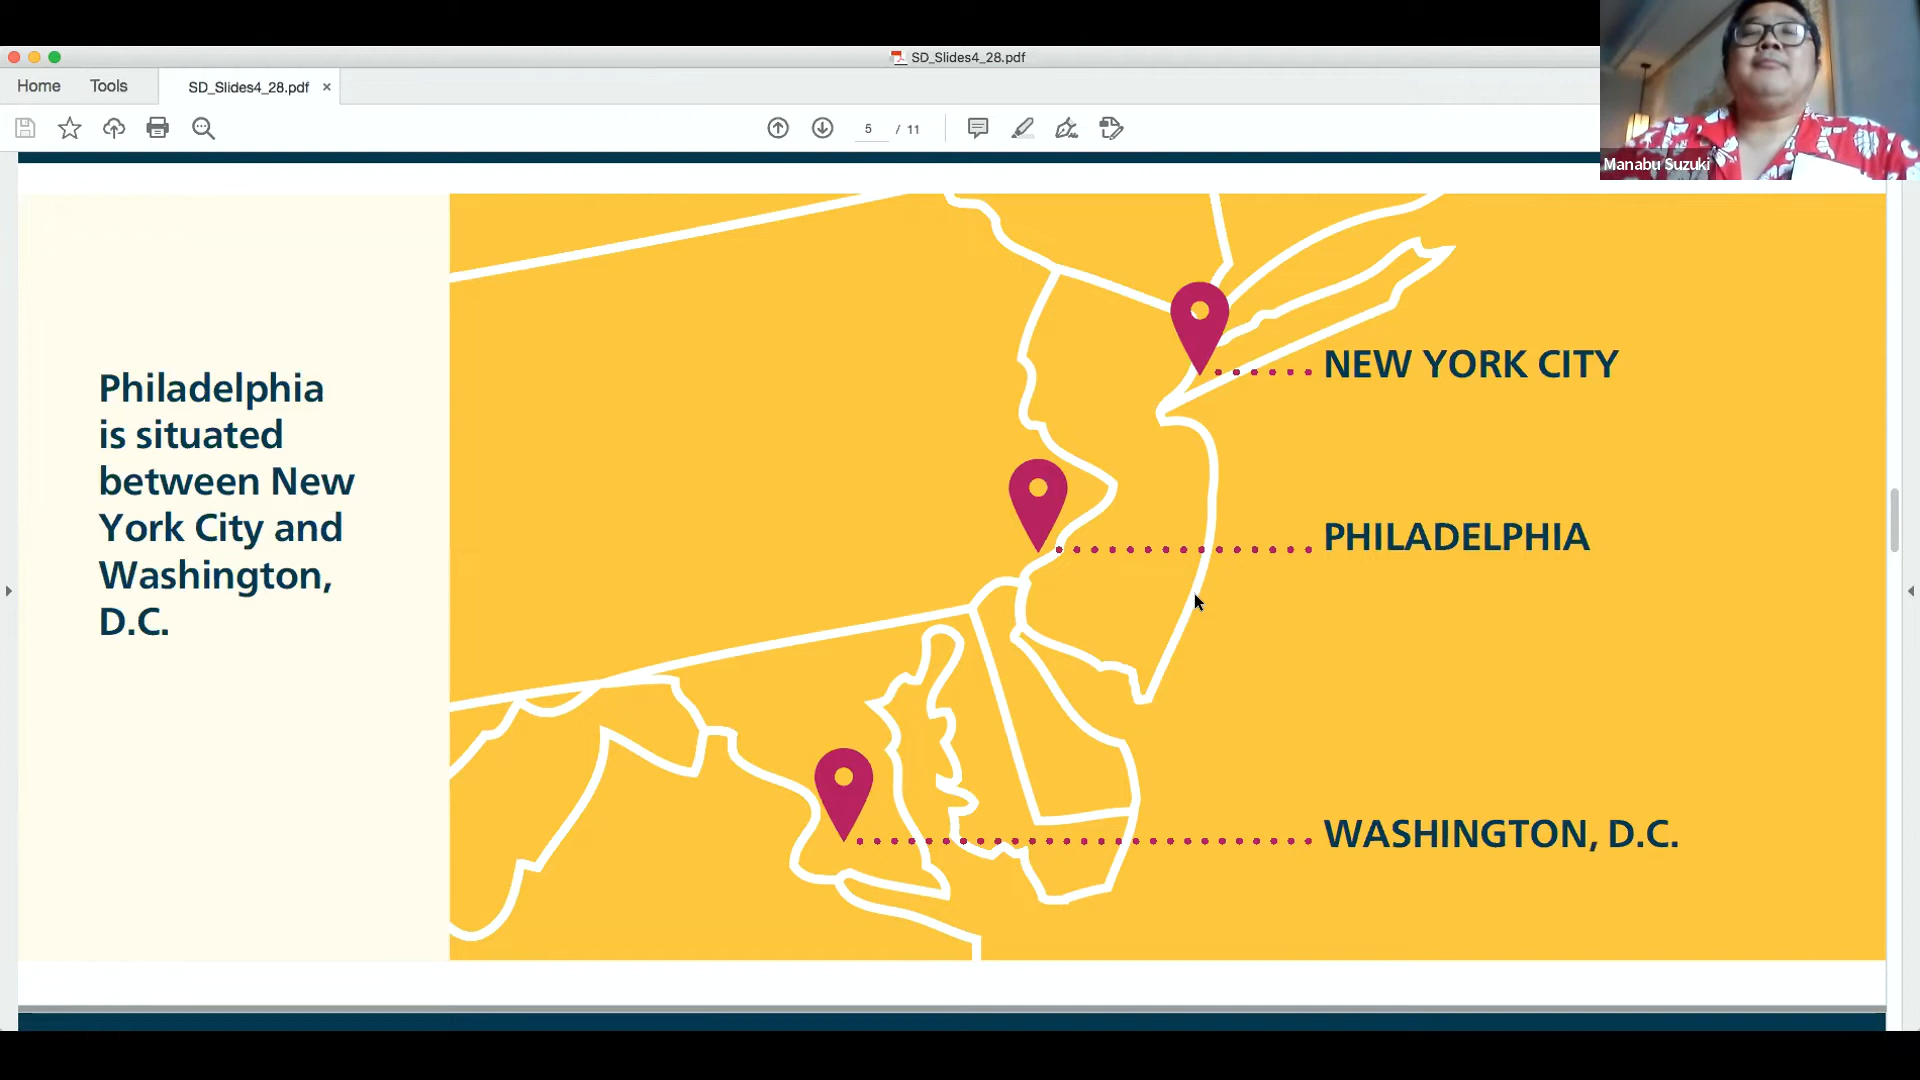 SD_Slides4_28.pdf
Home
Tools
SD_Slides4_28.pdf ×
5 / 11
Manabu Suzuki
Philadelphia
is situated
between New
York City and
Washington,
D.C.
NEW YORK CITY
PHILADELPHIA
WASHINGTON, D.C.